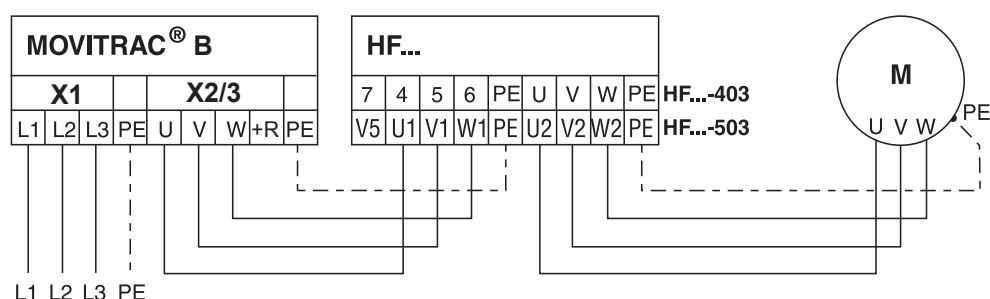 MOVITRAC® B HF...
M
X1 X2/3
7 4 5 6 PE U V W PE HF...-403
L1 L2 L3 PE U V W +R PE V5 U1 V1 W1 PE U2 V2 W2 PE HF...-503
U V W PE
L1 L2 L3 PE